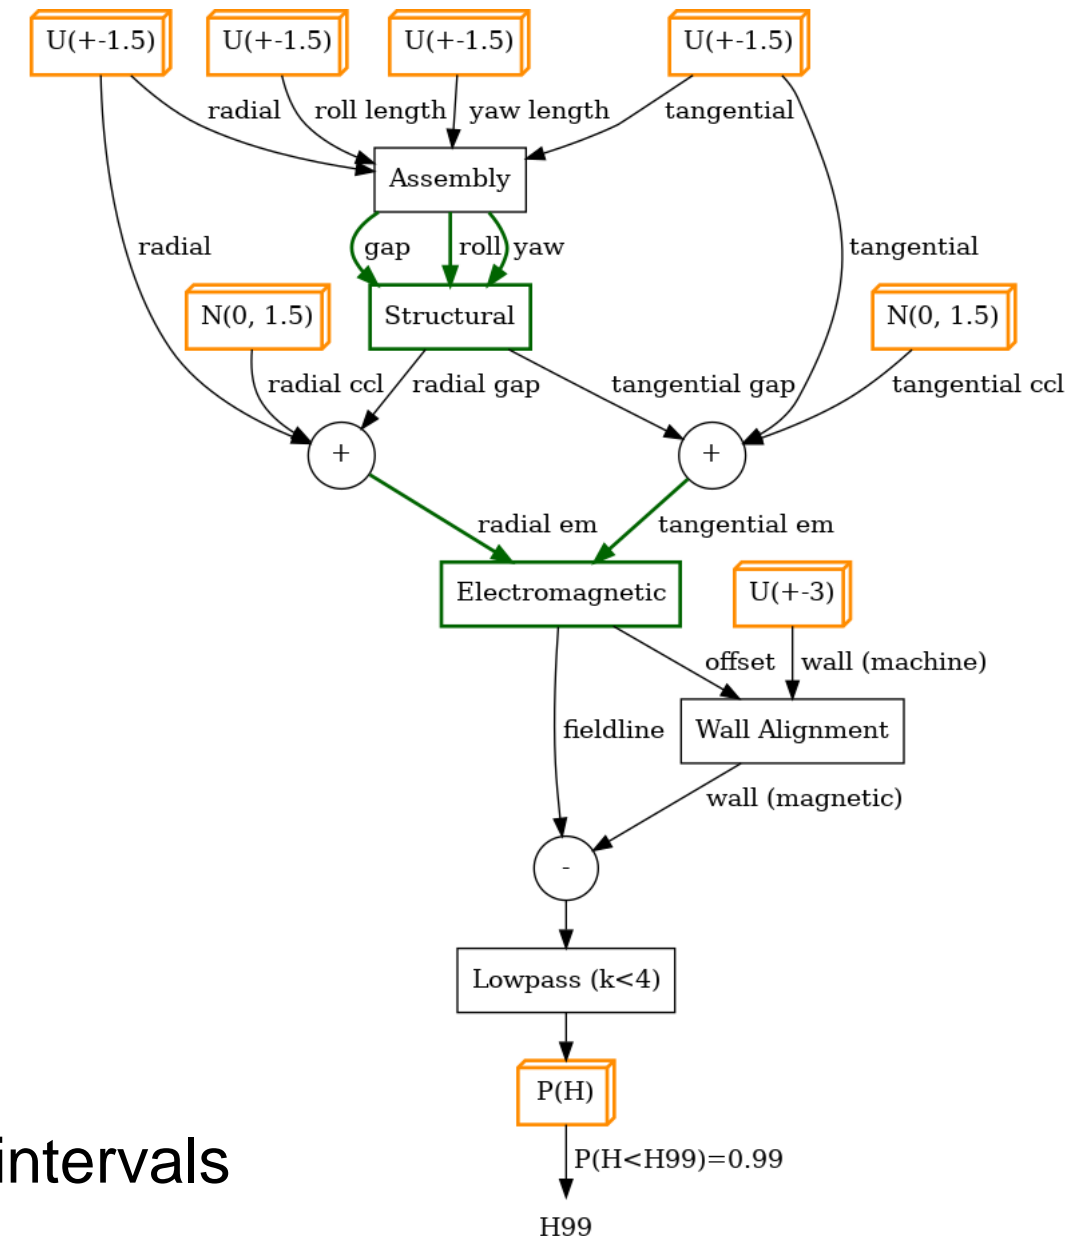 U(+-1.5)
U(+-1.5)
U(+-1.5)
U(+-1.5)
radial
roll length
yaw length
tangential
Assembly
radial
gap
roll
yaw
tangential
N(0, 1.5)
Structural
N(0, 1.5)
radial ccl
radial gap
tangential gap
tangential ccl
+
+
radial em
tangential em
Electromagnetic
U(+-3)
offset
wall (machine)
fieldline
Wall Alignment
wall (magnetic)
-
Lowpass (k<4)
P(H)
intervals
P(H<H99)=0.99
H99